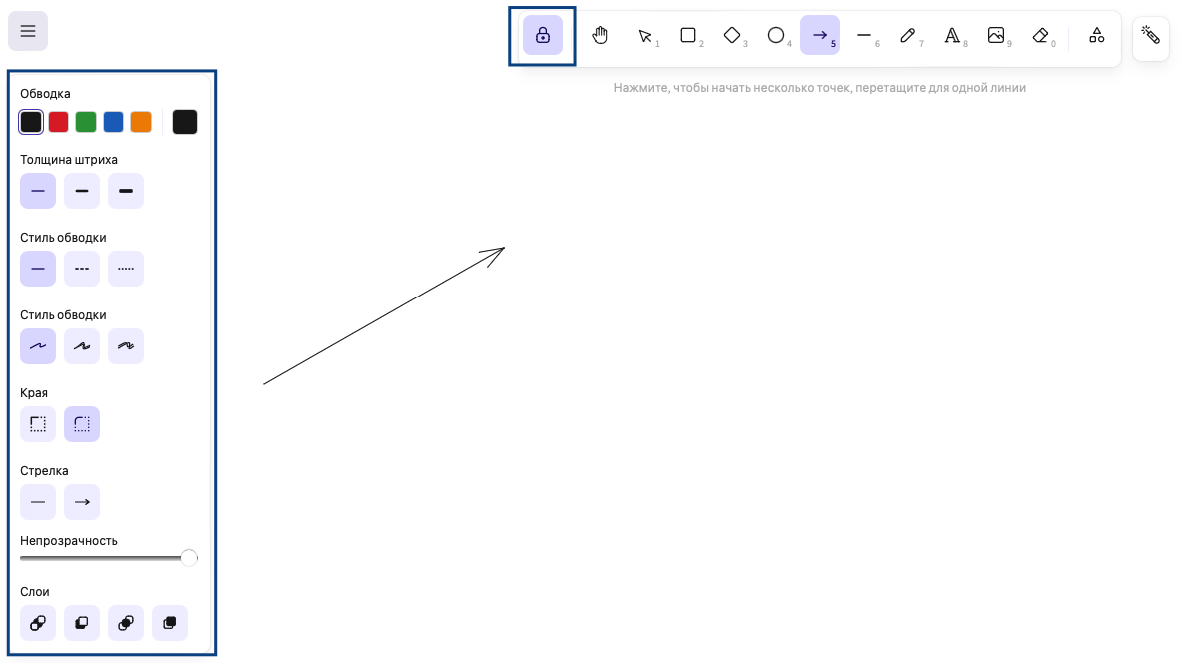 1 2 3 4 5 6 7 8 9 0
Нажмите, чтобы начать несколько точек, перетащите для одной линии
Обводка
Толщина штриха
Стиль обводки
Стиль обводки
Края
Стрелка
Непрозрачность
Слои